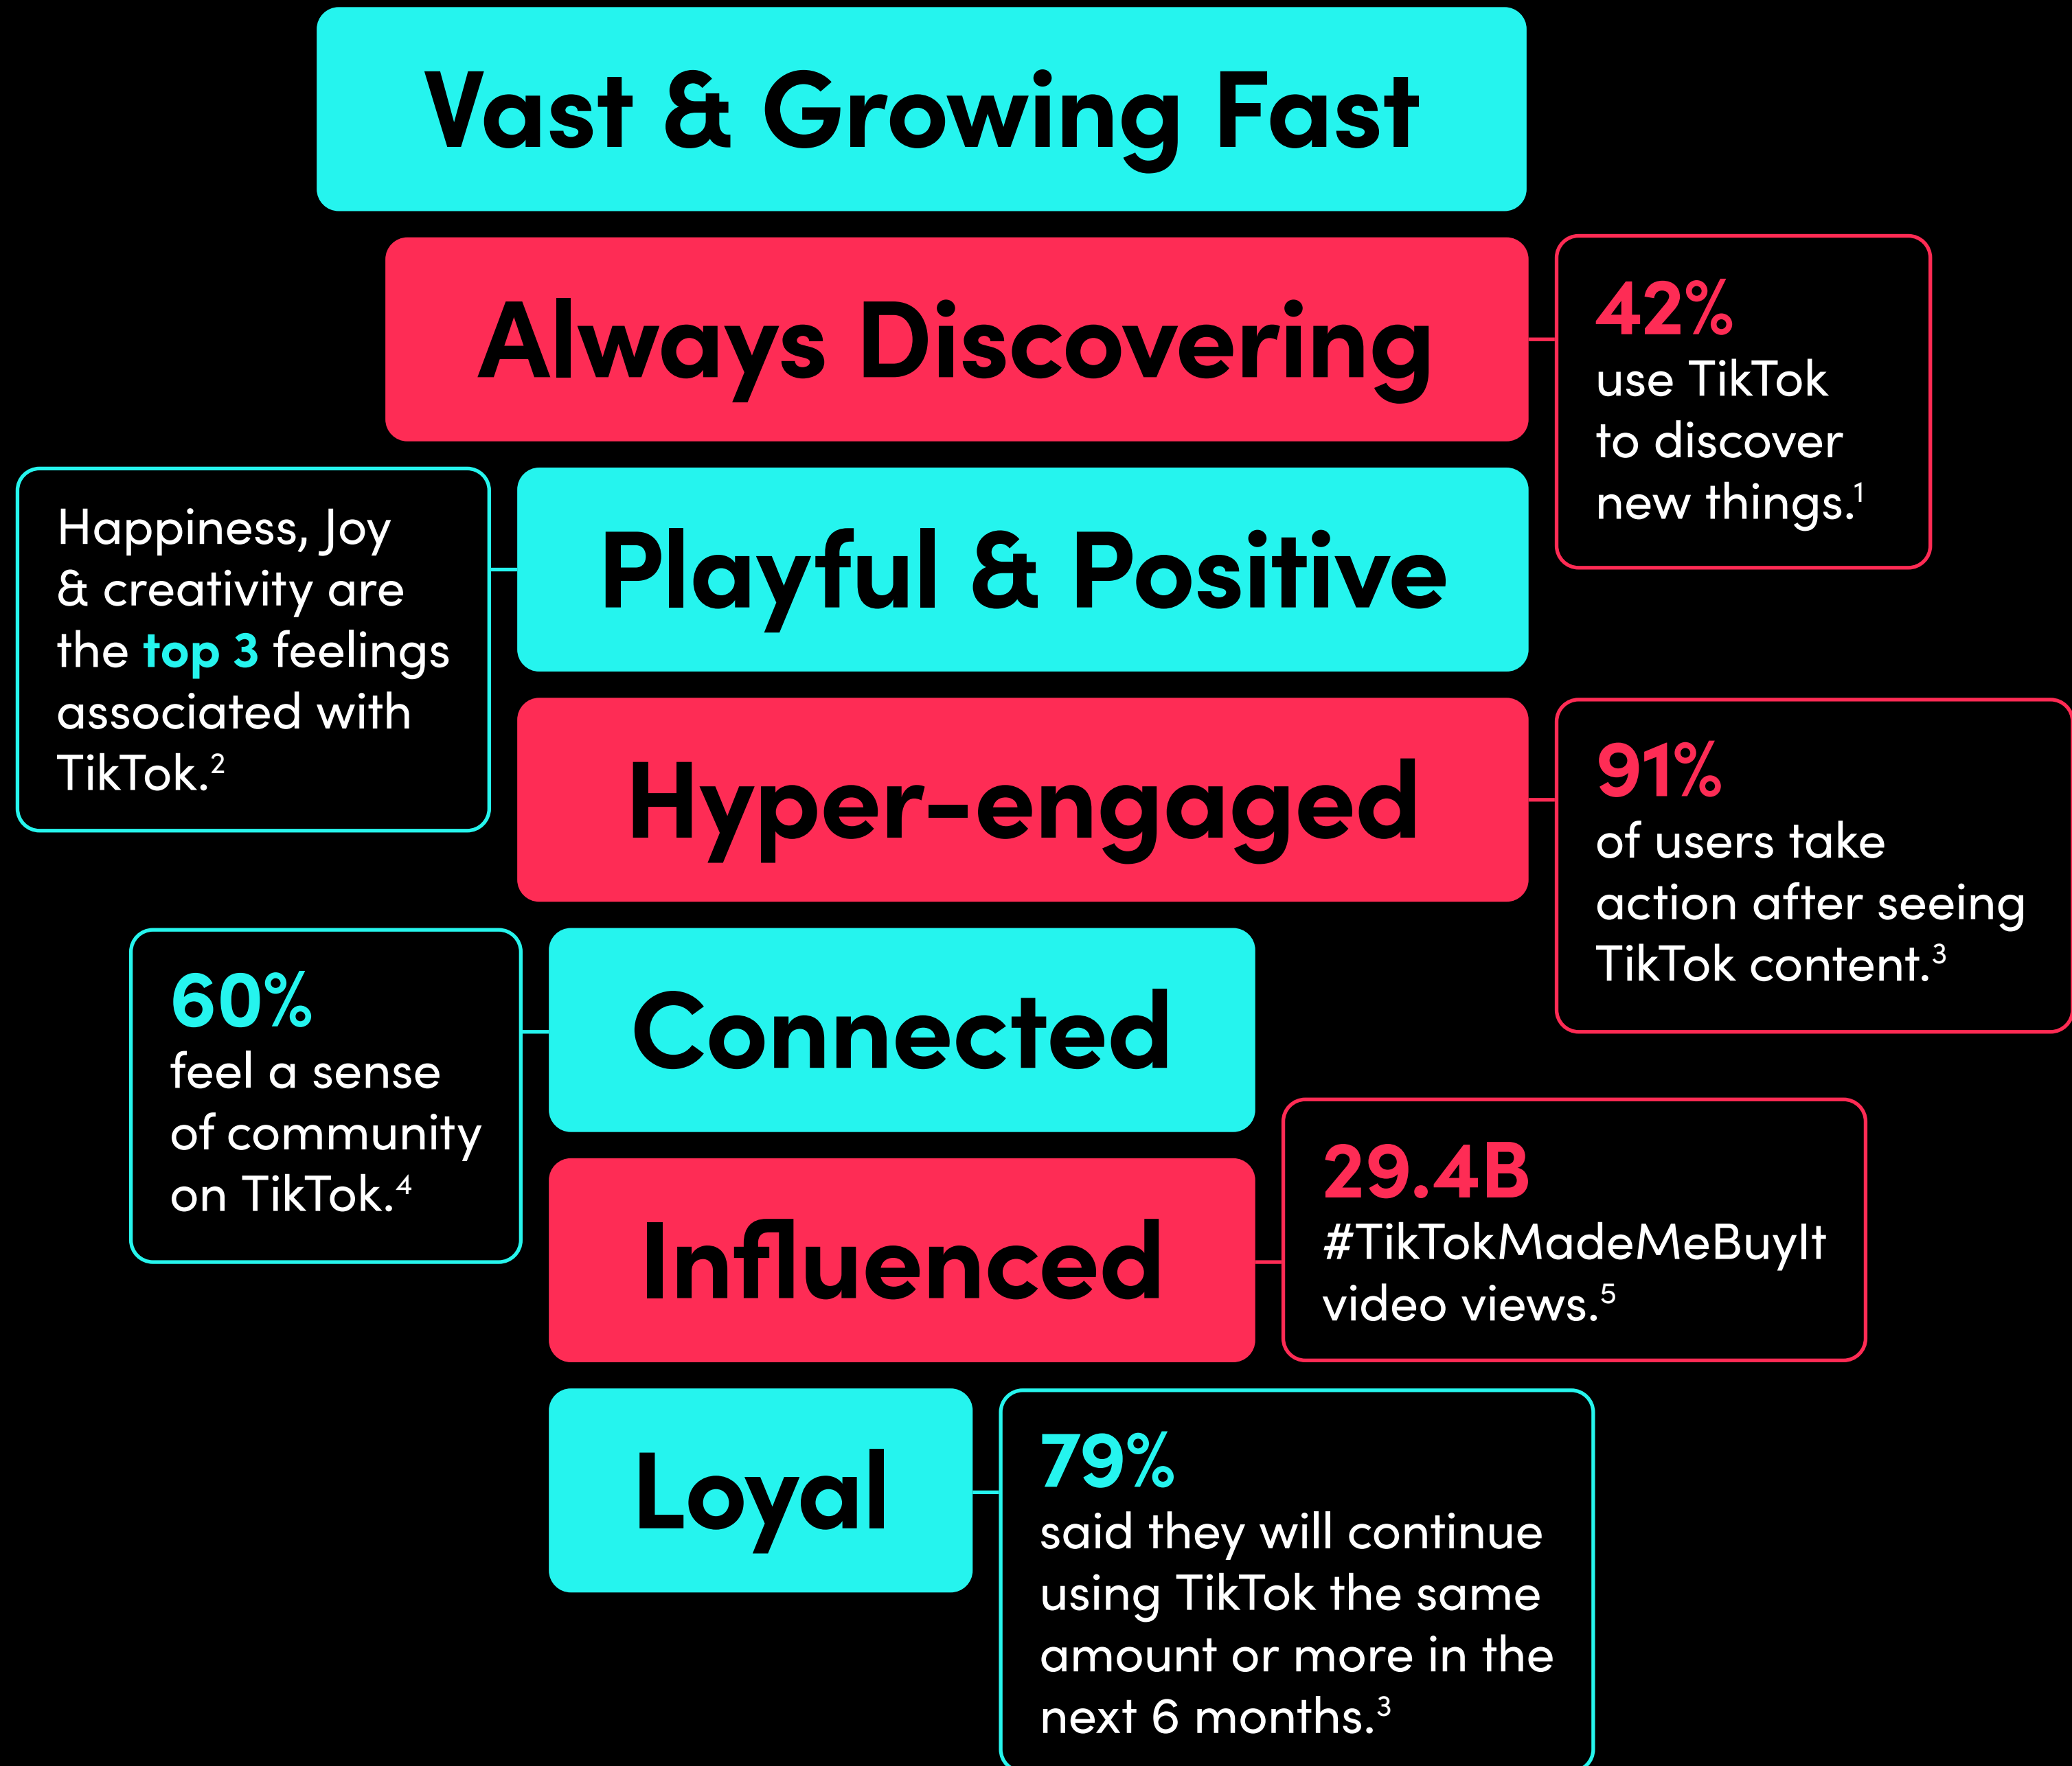 Vast & Growing Fast
Always Discovering
42%
use TikTok
to discover
new things.¹
Playful & Positive
Happiness, Joy
& creativity are
the top 3 feelings
associated with
TikTok.²
Hyper-engaged
91%
of users take
action after seeing
TikTok content.³
Connected
60%
feel a sense
of community
on TikTok.⁴
Influenced
29.4B
#TikTokMadeMeBuyIt
video views.⁵
Loyal
79%
said they will continue
using TikTok the same
amount or more in the
next 6 months.³